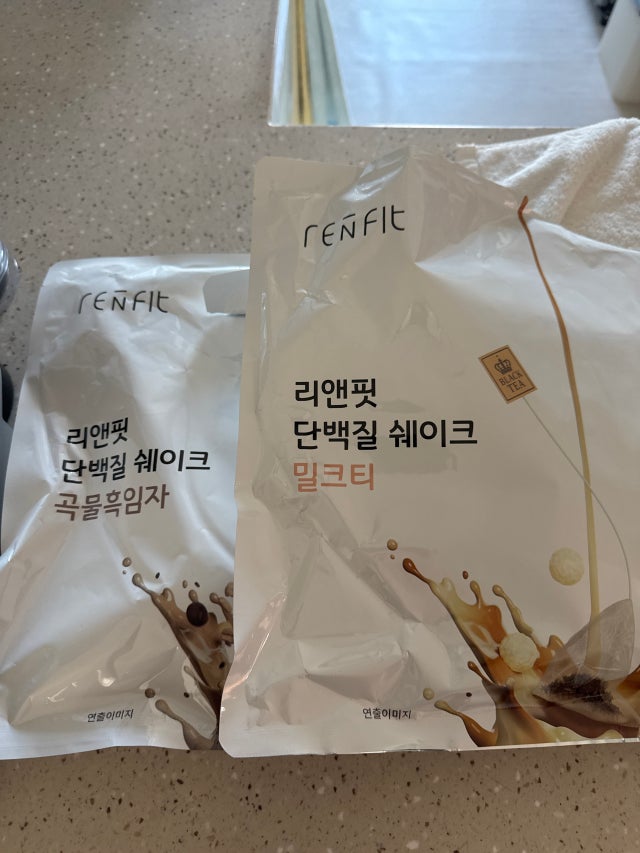 RENFIt
리앤핏
단백질 쉐이크
곡물흑임자
연출이미지
RENFIt
리앤핏
단백질 쉐이크
밀크티
BLACK
TEA
연출이미지